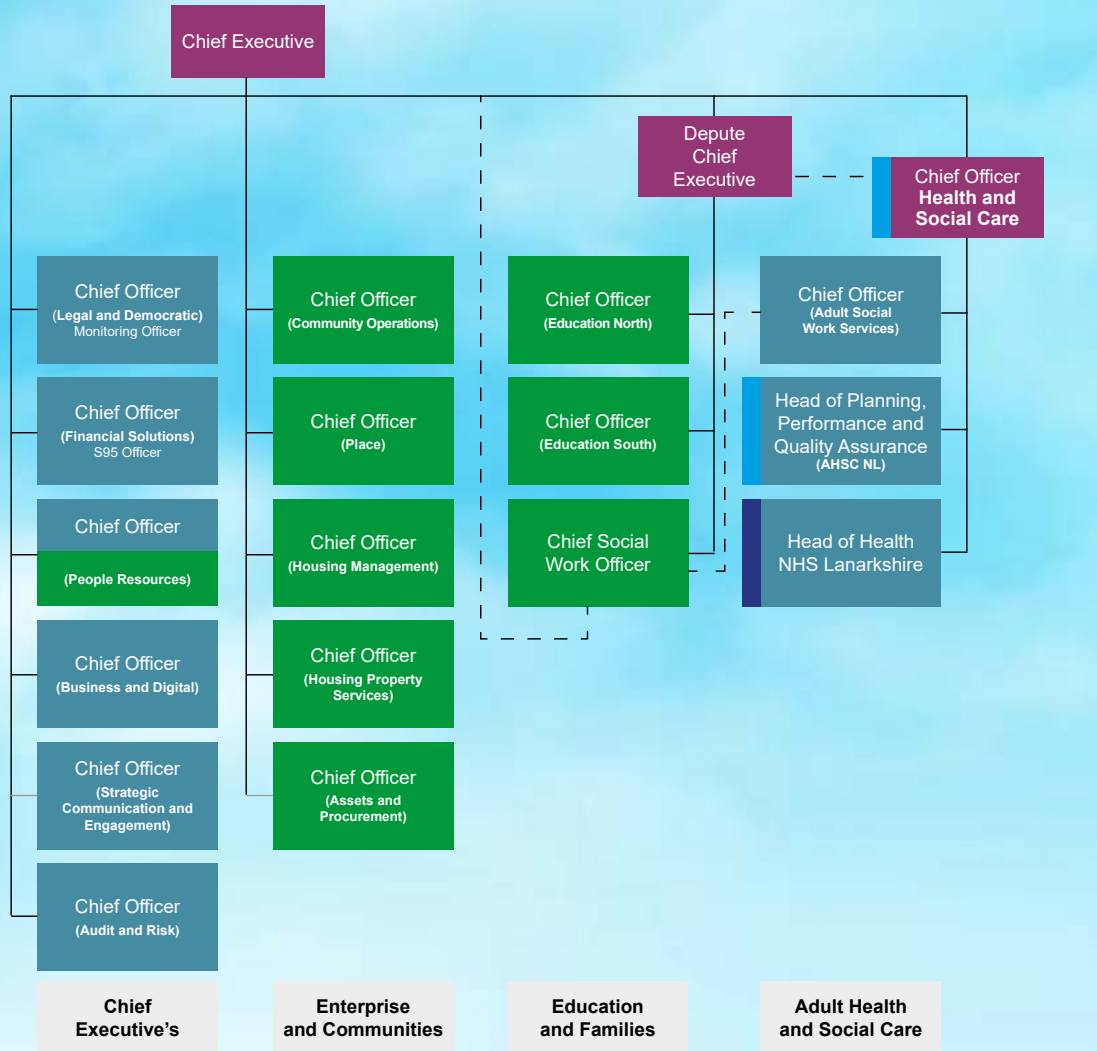 Chief Executive
Depute
Chief
Executive
Chief Officer
Health and
Social Care
Chief Officer
(Legal and Democratic)
Monitoring Officer
Chief Officer
(Financial Solutions)
S95 Officer
Chief Officer
(People Resources)
Chief Officer
(Business and Digital)
Chief Officer
(Strategic
Communication and
Engagement)
Chief Officer
(Audit and Risk)
Chief
Executive's
Chief Officer
(Community Operations)
Chief Officer
(Place)
Chief Officer
(Housing Management)
Chief Officer
(Housing Property
Services)
Chief Officer
(Assets and
Procurement)
Enterprise
and Communities
Chief Officer
(Education North)
Chief Officer
(Education South)
Chief Social
Work Officer
Education
and Families
Chief Officer
(Adult Social
Work Services)
Head of Planning,
Performance and
Quality Assurance
(AHSC NL)
Head of Health
NHS Lanarkshire
Adult Health
and Social Care